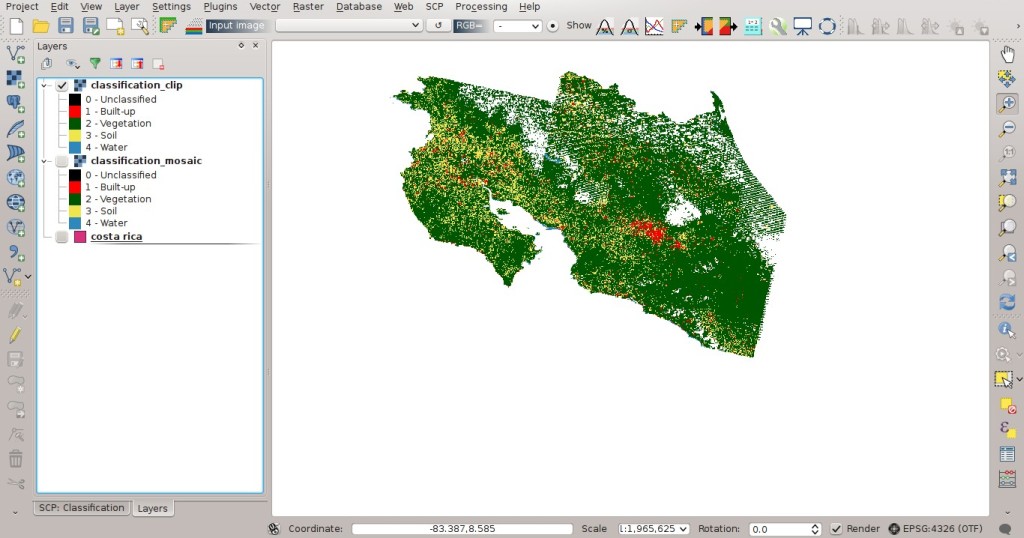 Project Edit View Layer Settings Plugins Vector Raster Database Web SCP Processing Help
Input image RGB= - Show
Layers
classification_clip
0 - Unclassified
1 - Built-up
2 - Vegetation
3 - Soil
4 - Water
classification_mosaic
0 - Unclassified
1 - Built-up
2 - Vegetation
3 - Soil
4 - Water
costa rica
SCP: Classification Layers
Coordinate: -83.387,8.585 Scale 1:1,965,625 Rotation: 0.0 Render EPSG:4326 (OTF)